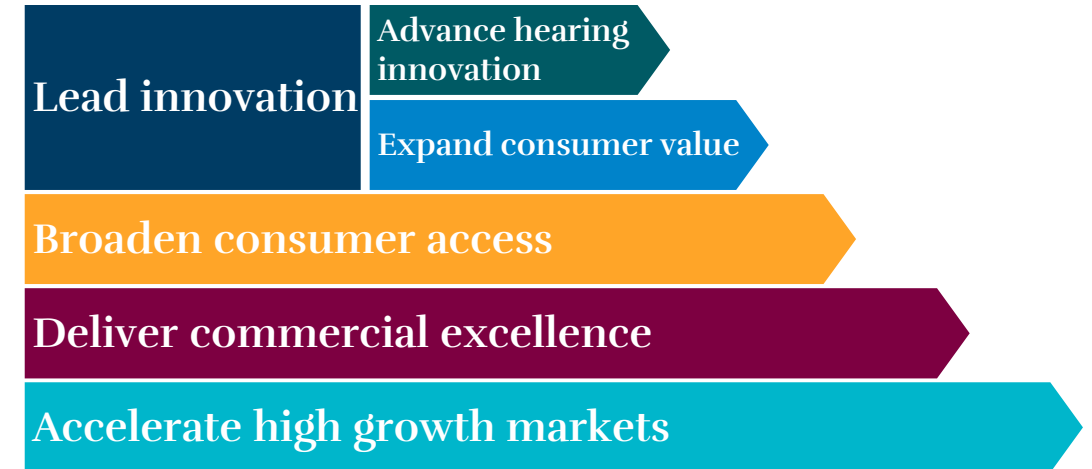 Lead innovation
Advance hearing
innovation
Expand consumer value
Broaden consumer access
Deliver commercial excellence
Accelerate high growth markets